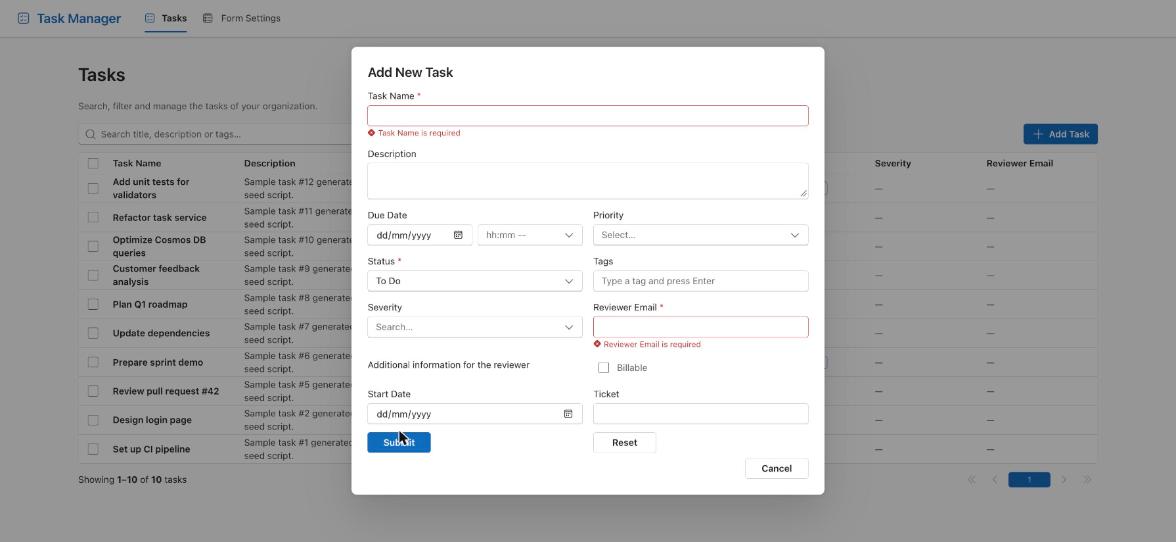 Task Manager
Tasks
Form Settings
Tasks
Search, filter and manage the tasks of your organization.
Search title, description or tags...
Add Task
Task Name
Description
Severity
Reviewer Email
Add unit tests for
validators
Sample task #12 generate
seed script.
—
—
Refactor task service
Sample task #11 generate
seed script.
—
—
Optimize Cosmos DB
queries
Sample task #10 generate
seed script.
—
—
Customer feedback
analysis
Sample task #9 generated
seed script.
—
—
Plan Q1 roadmap
Sample task #8 generated
seed script.
—
—
Update dependencies
Sample task #7 generated
seed script.
—
—
Prepare sprint demo
Sample task #6 generated
seed script.
—
—
Review pull request #42
Sample task #5 generated
seed script.
—
—
Design login page
Sample task #2 generated
seed script.
—
—
Set up CI pipeline
Sample task #1 generated
seed script.
—
—
Showing 1–10 of 10 tasks
1
Add New Task
Task Name *
Task Name is required
Description
Due Date
dd/mm/yyyy
hh:mm --
Priority
Select...
Status *
To Do
Tags
Type a tag and press Enter
Severity
Search...
Reviewer Email *
Reviewer Email is required
Additional information for the reviewer
Billable
Start Date
dd/mm/yyyy
Ticket
Submit
Reset
Cancel